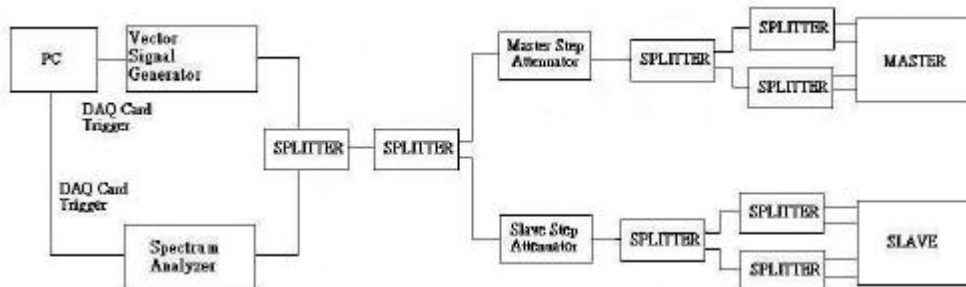 PC
Vector
Signal
Generator
DAQ Card
Trigger
DAQ Card
Trigger
Spectrum
Analyzer
SPLITTER
SPLITTER
Master Step
Attenuator
SPLITTER
SPLITTER
SPLITTER
MASTER
Slave Step
Attenuator
SPLITTER
SPLITTER
SPLITTER
SLAVE